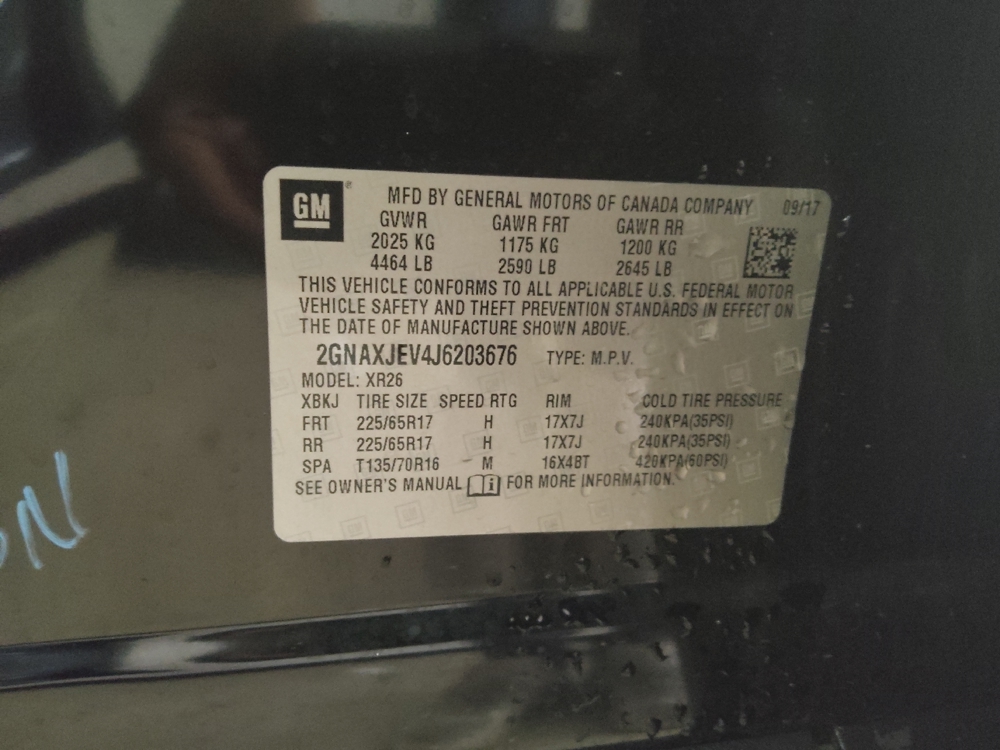 GM
MFD BY GENERAL MOTORS OF CANADA COMPANY 09/17
GVWR GAWR FRT GAWR RR
2025 KG 1175 KG 1200 KG
4464 LB 2590 LB 2645 LB
THIS VEHICLE CONFORMS TO ALL APPLICABLE U.S. FEDERAL MOTOR
VEHICLE SAFETY AND THEFT PREVENTION STANDARDS IN EFFECT ON
THE DATE OF MANUFACTURE SHOWN ABOVE.
2GNAXJEV4J6203676 TYPE: M.P.V.
MODEL: XR26
XBKJ TIRE SIZE SPEED RTG RIM COLD TIRE PRESSURE
FRT 225/65R17 H 17X7J 240KPA(35PSI)
RR 225/65R17 H 17X7J 240KPA(35PSI)
SPA T135/70R16 M 16X4BT 420KPA(60PSI)
SEE OWNER'S MANUAL FOR MORE INFORMATION.